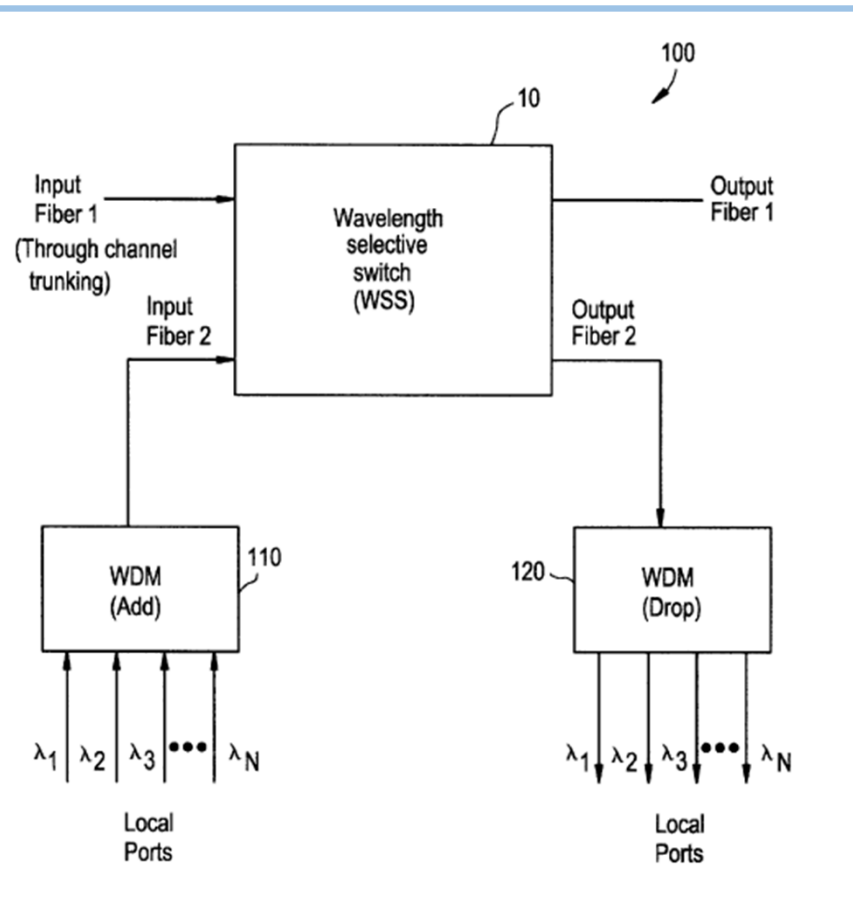 100
10
Input
Fiber 1
(Through channel
trunking)
Wavelength
selective
switch
(WSS)
Output
Fiber 1
Input
Fiber 2
Output
Fiber 2
WDM
(Add)
110
120
WDM
(Drop)
λ1 λ2 λ3 ••• λN
λ1 λ2 λ3 ••• λN
Local
Ports
Local
Ports